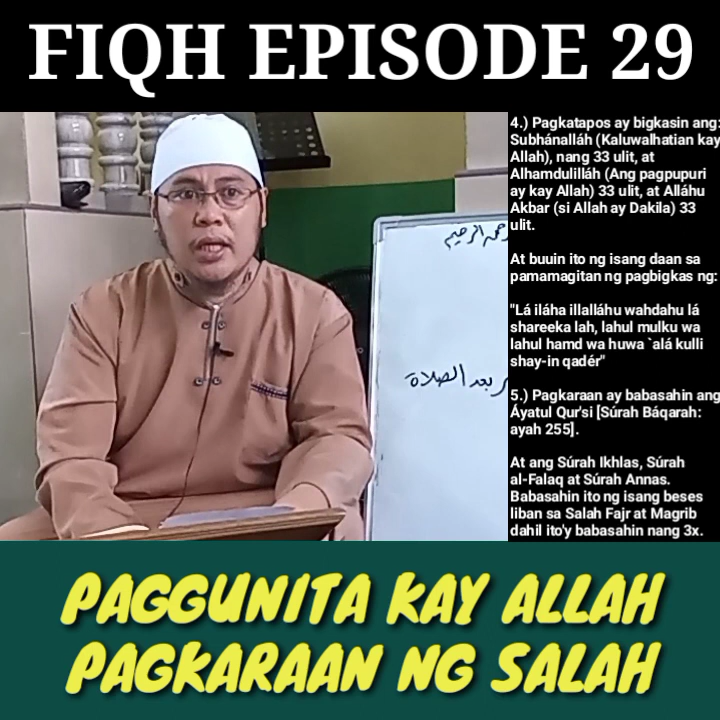 FIQH EPISODE 29
4.) Pagkatapos ay bigkasin ang:
Subhánalláh (Kaluwalhatian kay
Allah), nang 33 ulit, at
Alhamdulilláh (Ang pagpupuri
ay kay Allah) 33 ulit, at Alláhu
Akbar (si Allah ay Dakila) 33
ulit.
At buuin ito ng isang daan sa
pamamagitan ng pagbigkas ng:
"Lá iláha illalláhu wahdahu lá
shareeka lah, lahul mulku wa
lahul hamd wa huwa `alá kulli
shay-in qadér"
5.) Pagkaraan ay babasahin ang
Áyatul Qur'si [Súrah Báqarah:
ayah 255].
At ang Súrah Ikhlas, Súrah
al-Falaq at Súrah Annas.
Babasahin ito ng isang beses
liban sa Salah Fajr at Magrib
dahil ito'y babasahin nang 3x.
الرحيم
بعد الصلاة
PAGGUNITA KAY ALLAH
PAGKARAAN NG SALAH